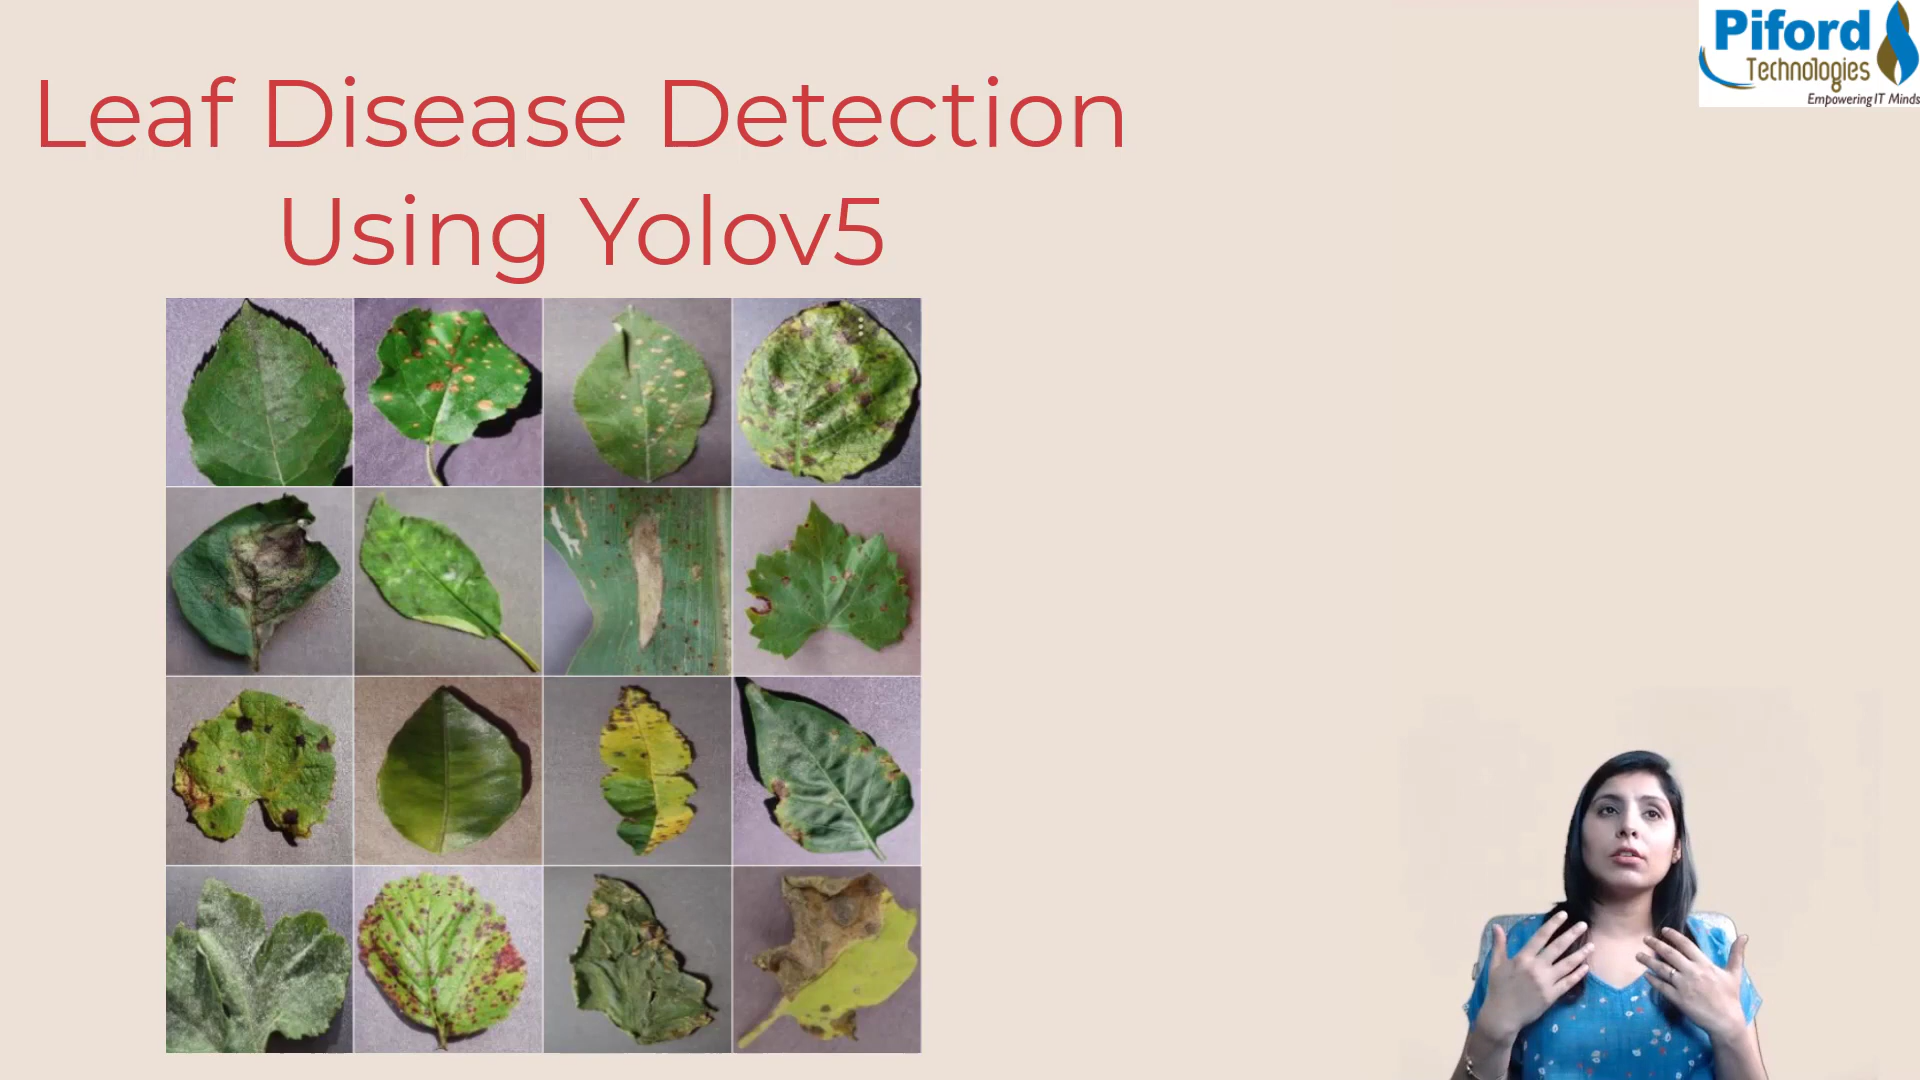 Leaf Disease Detection
Using Yolov5
Piford
Technologies
Empowering IT Minds